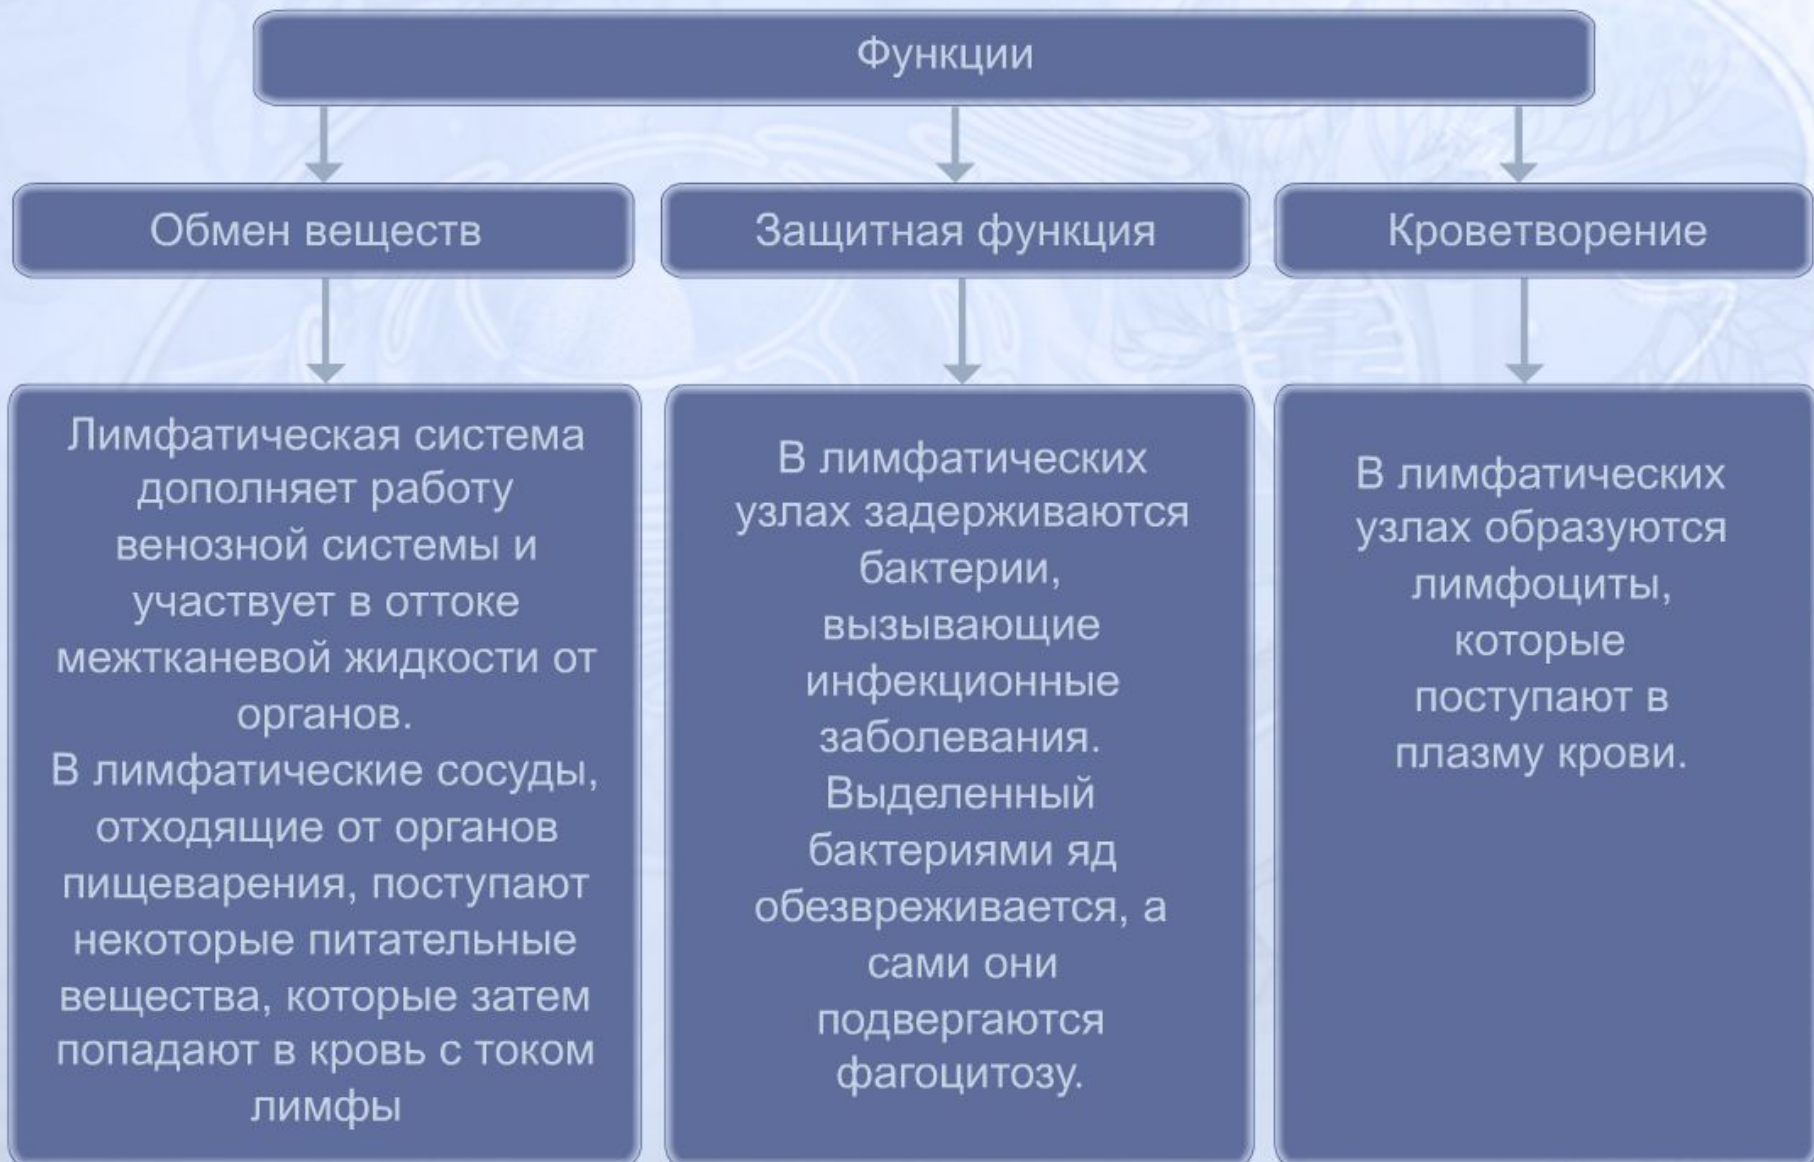 Функции
Обмен веществ
Защитная функция
Кроветворение
Лимфатическая система
дополняет работу
венозной системы и
участвует в оттоке
межтканевой жидкости от
органов.
В лимфатические сосуды,
отходящие от органов
пищеварения, поступают
некоторые питательные
вещества, которые затем
попадают в кровь с током
лимфы
В лимфатических
узлах задерживаются
бактерии,
вызывающие
инфекционные
заболевания.
Выделенный
бактериями яд
обезвреживается, а
сами они
подвергаются
фагоцитозу.
В лимфатических
узлах образуются
лимфоциты,
которые
поступают в
плазму крови.